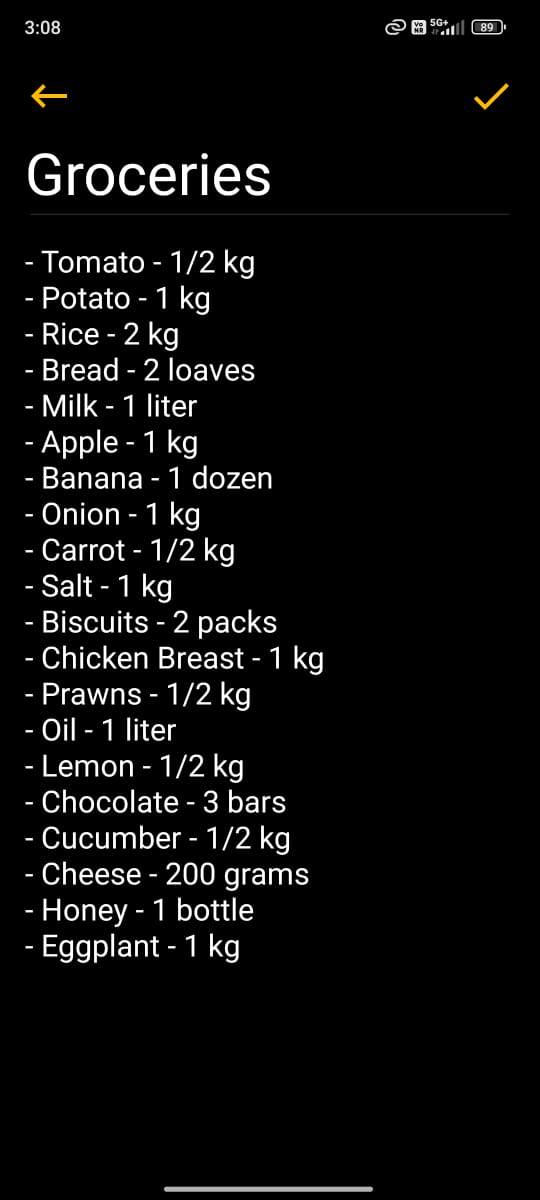 3:08
Vo NR 5G+ 89
Groceries
- Tomato - 1/2 kg
- Potato - 1 kg
- Rice - 2 kg
- Bread - 2 loaves
- Milk - 1 liter
- Apple - 1 kg
- Banana - 1 dozen
- Onion - 1 kg
- Carrot - 1/2 kg
- Salt - 1 kg
- Biscuits - 2 packs
- Chicken Breast - 1 kg
- Prawns - 1/2 kg
- Oil - 1 liter
- Lemon - 1/2 kg
- Chocolate - 3 bars
- Cucumber - 1/2 kg
- Cheese - 200 grams
- Honey - 1 bottle
- Eggplant - 1 kg